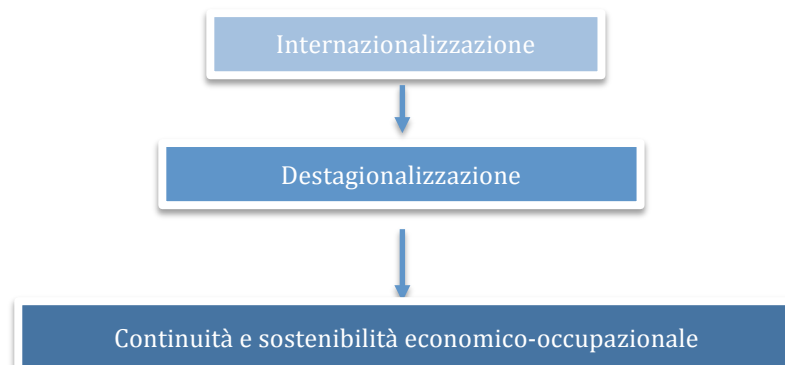 Internazionalizzazione
Destagionalizzazione
Continuità e sostenibilità economico-occupazionale